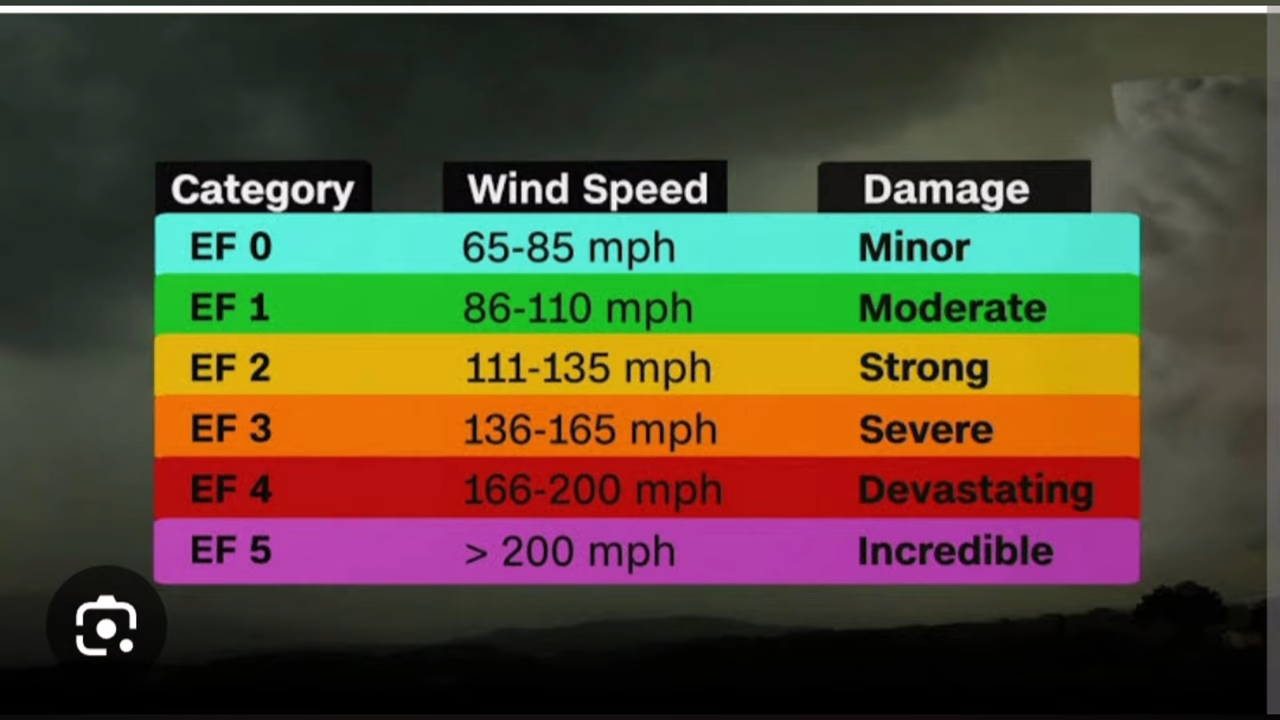 Category Wind Speed Damage
EF 0 65-85 mph Minor
EF 1 86-110 mph Moderate
EF 2 111-135 mph Strong
EF 3 136-165 mph Severe
EF 4 166-200 mph Devastating
EF 5 > 200 mph Incredible